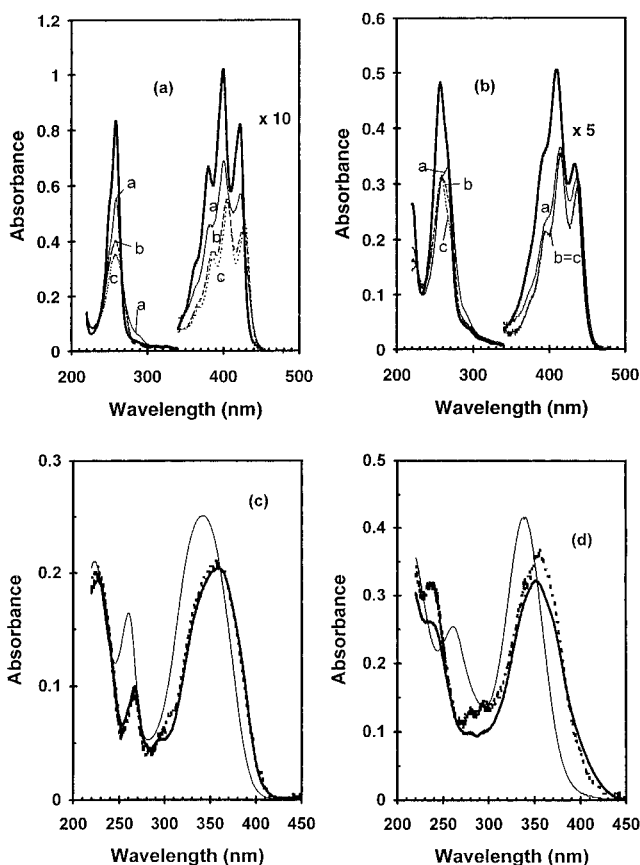 1.2
1
0.8
0.6
0.4
0.2
0
Absorbance
(a)
x 10
a
b
c
a
a
b
c
200 300 400 500
Wavelength (nm)
0.6
0.5
0.4
0.3
0.2
0.1
0
Absorbance
(b)
x 5
a
b
c
a
b=c
200 300 400 500
Wavelength (nm)
0.3
0.2
0.1
0
Absorbance
(c)
200 250 300 350 400 450
Wavelength (nm)
0.5
0.4
0.3
0.2
0.1
0
Absorbance
(d)
200 250 300 350 400 450
Wavelength (nm)